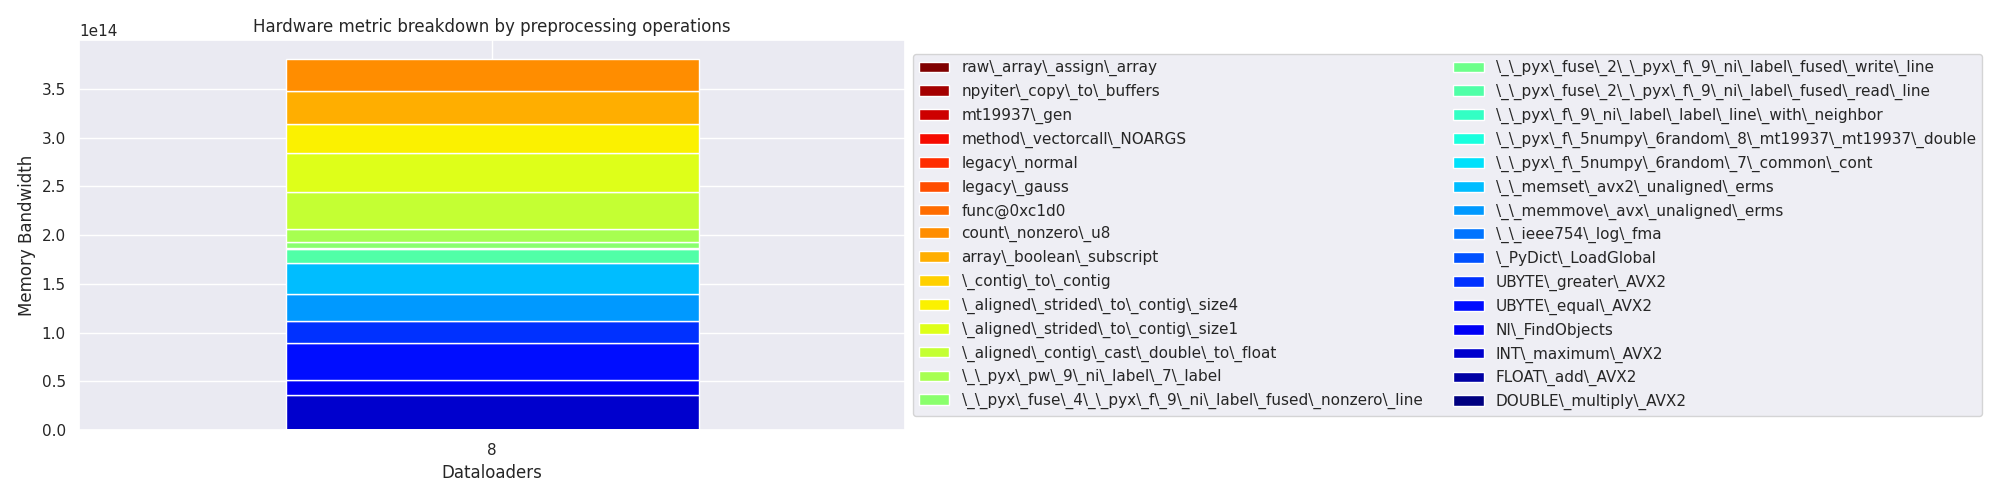 Hardware metric breakdown by preprocessing operations
1e14
3.5
3.0
2.5
2.0
1.5
1.0
0.5
0.0
Memory Bandwidth
8
Dataloaders
raw\_array\_assign\_array
npyiter\_copy\_to\_buffers
mt19937\_gen
method\_vectorcall\_NOARGS
legacy\_normal
legacy\_gauss
func@0xc1d0
count\_nonzero\_u8
array\_boolean\_subscript
\_contig\_to\_contig
\_aligned\_strided\_to\_contig\_size4
\_aligned\_strided\_to\_contig\_size1
\_aligned\_contig\_cast\_double\_to\_float
\_\_pyx\_pw\_9\_ni\_label\_7\_label
\_\_pyx\_fuse\_4\_\_pyx\_f\_9\_ni\_label\_fused\_nonzero\_line
\_\_pyx\_fuse\_2\_\_pyx\_f\_9\_ni\_label\_fused\_write\_line
\_\_pyx\_fuse\_2\_\_pyx\_f\_9\_ni\_label\_fused\_read\_line
\_\_pyx\_f\_9\_ni\_label\_label\_line\_with\_neighbor
\_\_pyx\_f\_5numpy\_6random\_8\_mt19937\_mt19937\_double
\_\_pyx\_f\_5numpy\_6random\_7\_common\_cont
\_\_memset\_avx2\_unaligned\_erms
\_\_memmove\_avx\_unaligned\_erms
\_\_ieee754\_log\_fma
\_PyDict\_LoadGlobal
UBYTE\_greater\_AVX2
UBYTE\_equal\_AVX2
NI\_FindObjects
INT\_maximum\_AVX2
FLOAT\_add\_AVX2
DOUBLE\_multiply\_AVX2